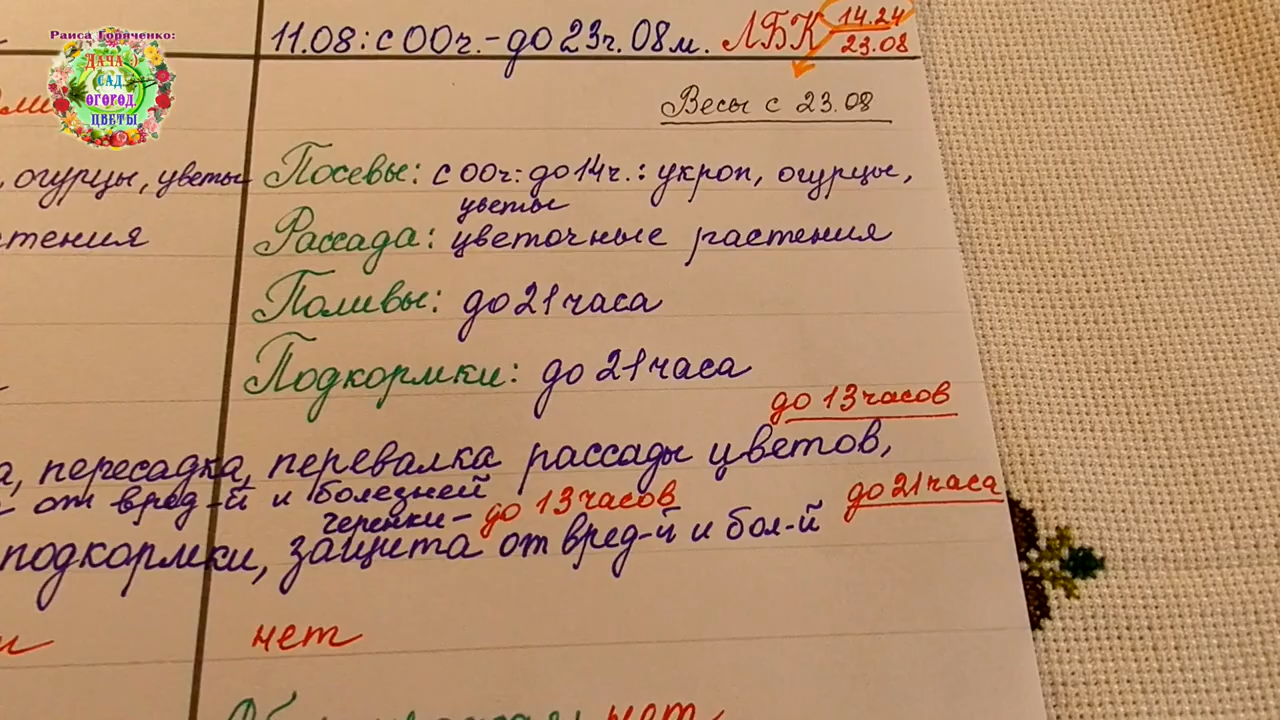 Раиса Горяченко:
ДАЧА :)
САД,
ОГОРОД,
ЦВЕТЫ
11.08: с 00ч. – до 23ч. 08м. ЛБК 14.24
23.08
Весы с 23.08
, огурцы, цветы
Посевы: с 00ч: до 14ч.: укроп, огурцы,
цветы
стения
Рассада: цветочные растения
Поливы: до 21 часа
Подкормки: до 21 часа
до 13 часов
а, пересадка, перевалка рассады цветов,
от вред-й и болезней
до 21 часа
черенки – до 13 часов
подкормки, защита от вред-й и бол-й
нет
нет